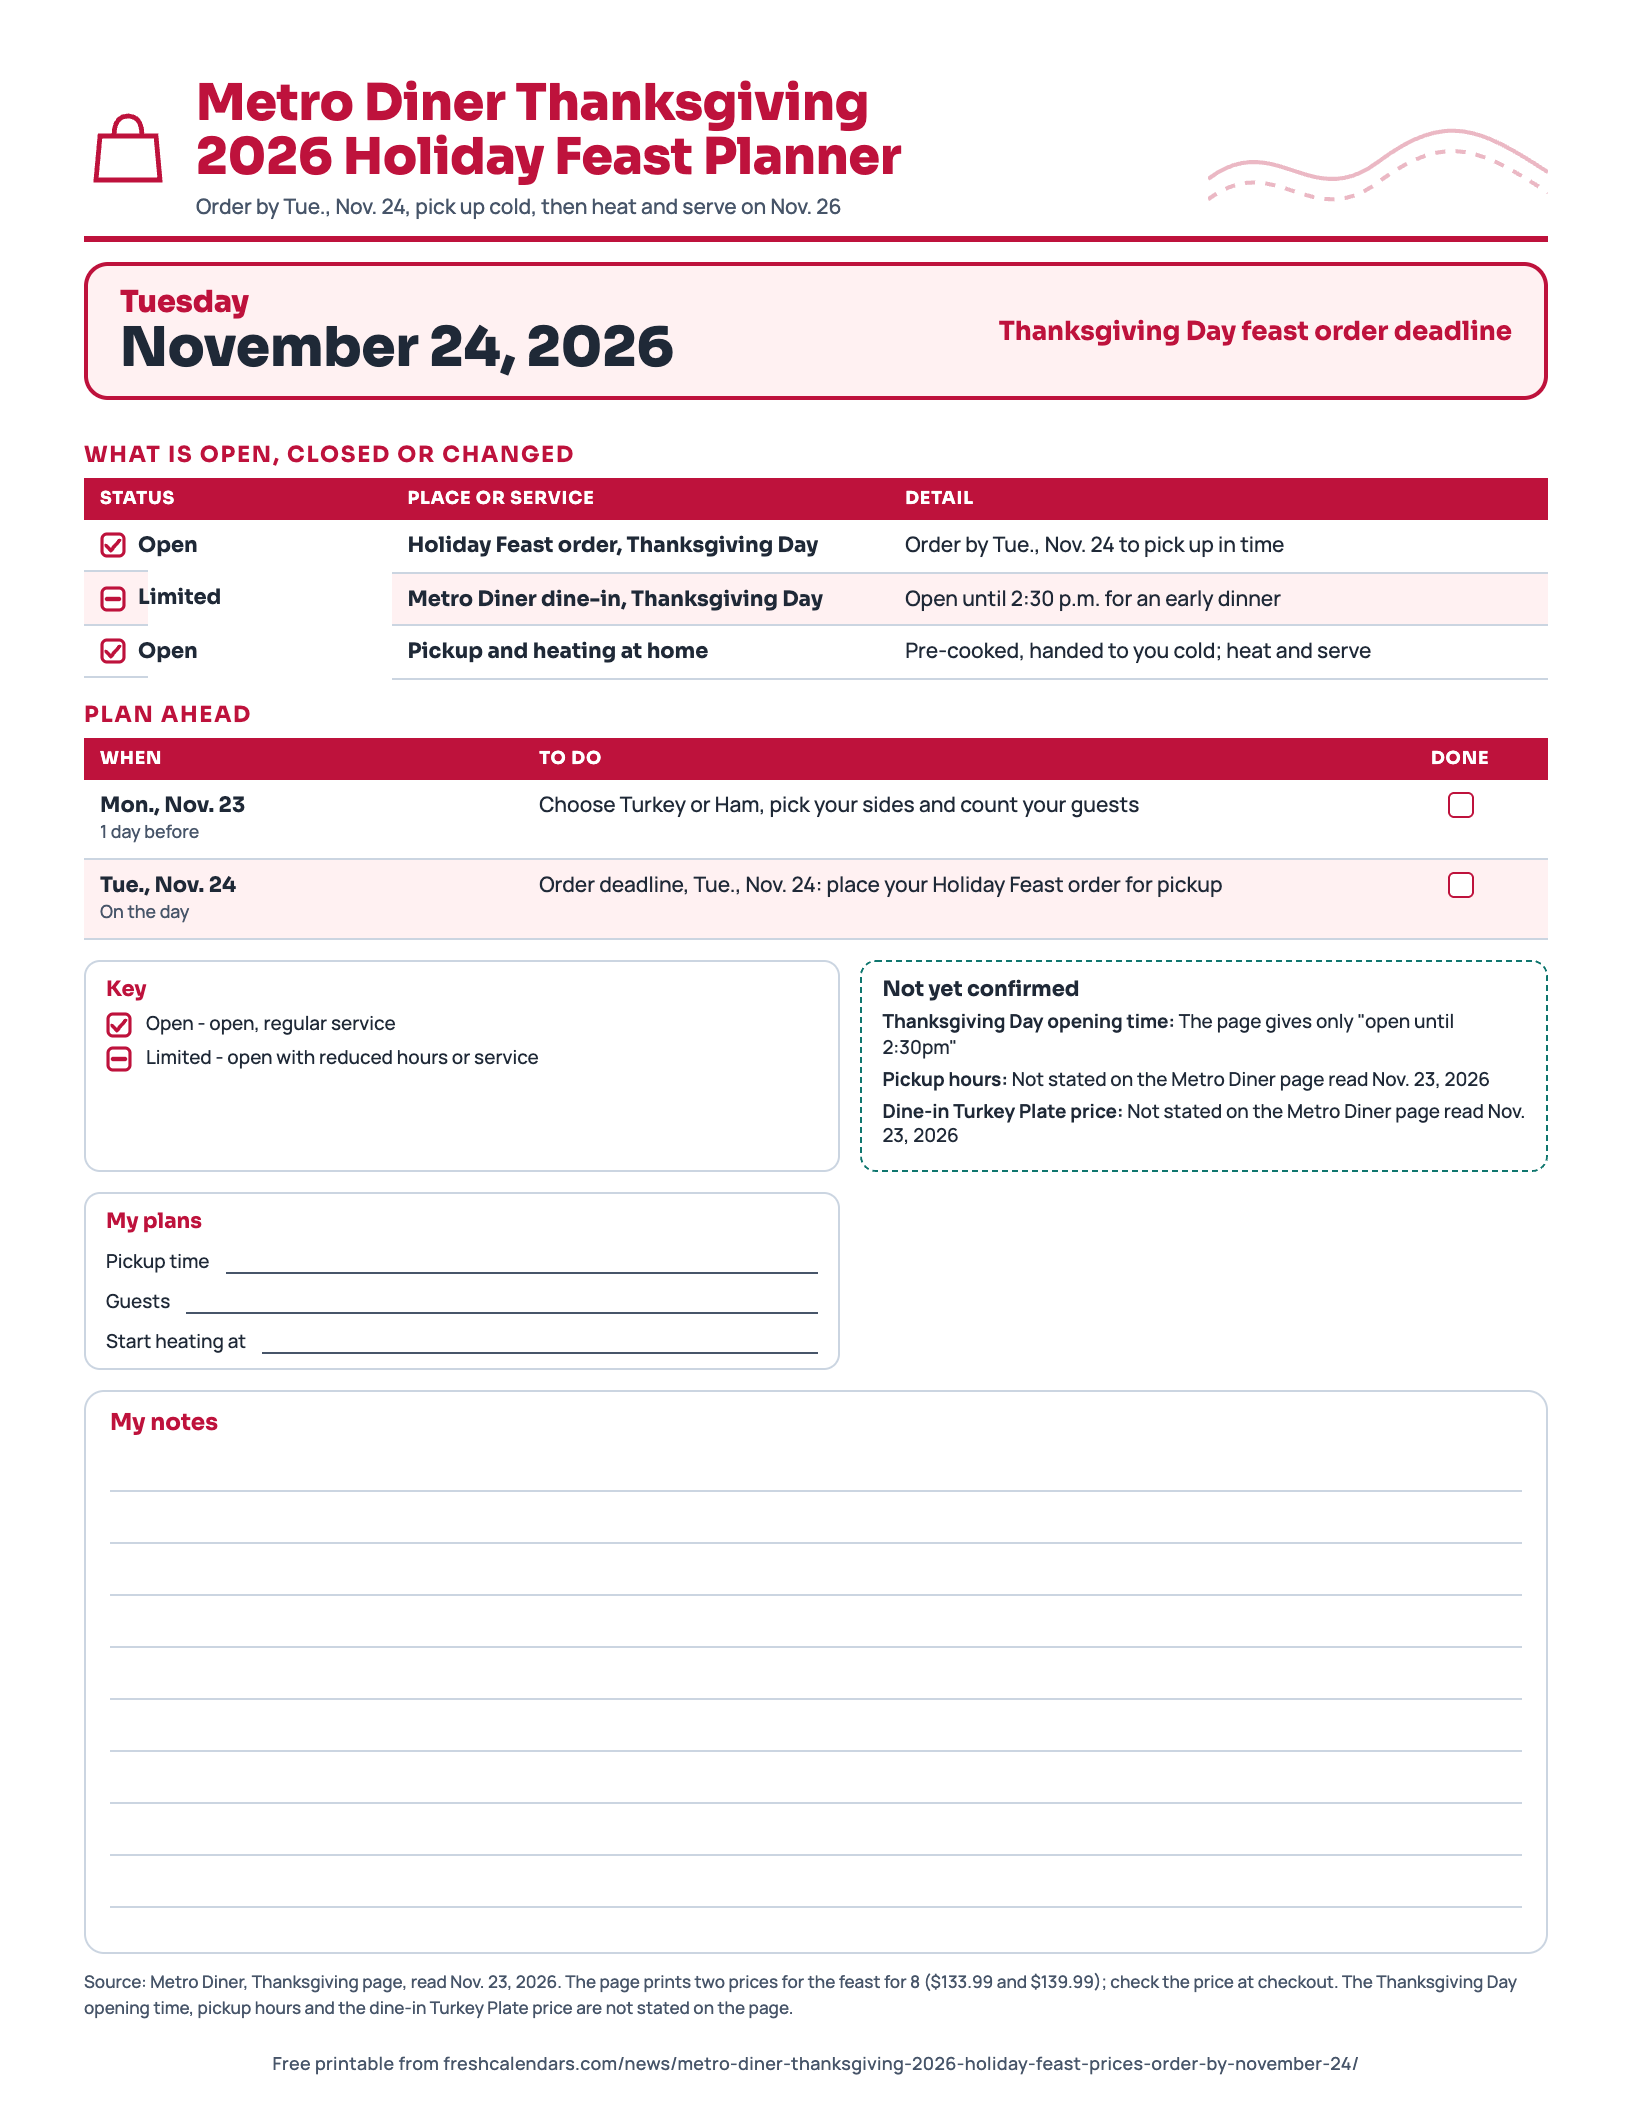 Metro Diner Thanksgiving
2026 Holiday Feast Planner
Order by Tue., Nov. 24, pick up cold, then heat and serve on Nov. 26
Tuesday
November 24, 2026
Thanksgiving Day feast order deadline
WHAT IS OPEN, CLOSED OR CHANGED
STATUS PLACE OR SERVICE DETAIL
Open Holiday Feast order, Thanksgiving Day Order by Tue., Nov. 24 to pick up in time
Limited Metro Diner dine-in, Thanksgiving Day Open until 2:30 p.m. for an early dinner
Open Pickup and heating at home Pre-cooked, handed to you cold; heat and serve
PLAN AHEAD
WHEN TO DO DONE
Mon., Nov. 23 Choose Turkey or Ham, pick your sides and count your guests
1 day before
Tue., Nov. 24 Order deadline, Tue., Nov. 24: place your Holiday Feast order for pickup
On the day
Key
Open - open, regular service
Limited - open with reduced hours or service
Not yet confirmed
Thanksgiving Day opening time: The page gives only "open until
2:30pm"
Pickup hours: Not stated on the Metro Diner page read Nov. 23, 2026
Dine-in Turkey Plate price: Not stated on the Metro Diner page read Nov.
23, 2026
My plans
Pickup time
Guests
Start heating at
My notes
Source: Metro Diner, Thanksgiving page, read Nov. 23, 2026. The page prints two prices for the feast for 8 ($133.99 and $139.99); check the price at checkout. The Thanksgiving Day
opening time, pickup hours and the dine-in Turkey Plate price are not stated on the page.
Free printable from freshcalendars.com/news/metro-diner-thanksgiving-2026-holiday-feast-prices-order-by-november-24/